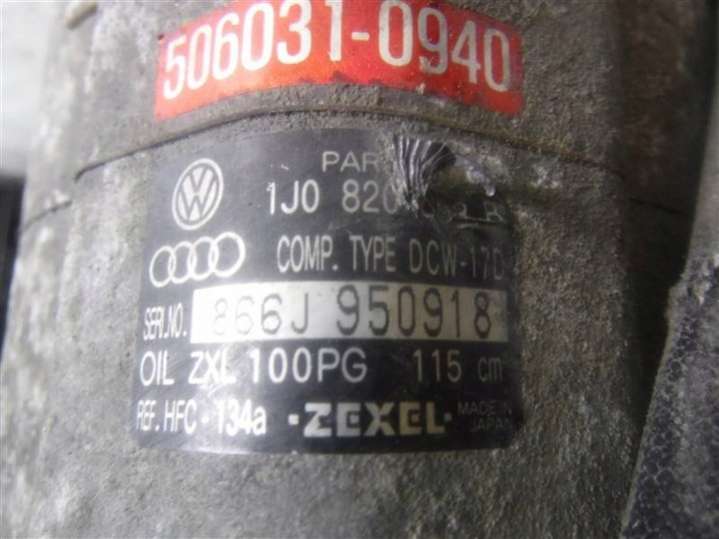 506031-0940
PAR
1J0 820
COMP. TYPE DCW-17D
SERI.NO. 866J 950918
OIL ZXL 100PG 115 cm
REF. HFC-134a ·ZEXEL· MADE IN JAPAN